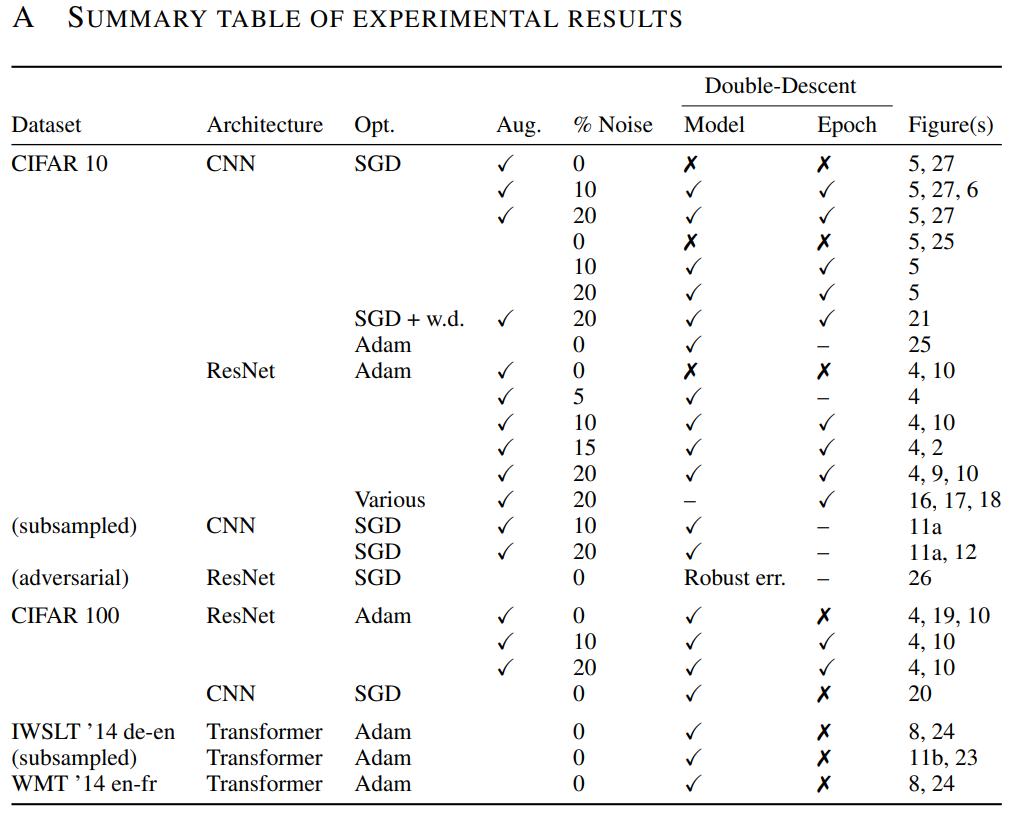 A SUMMARY TABLE OF EXPERIMENTAL RESULTS
Double-Descent
Dataset Architecture Opt. Aug. % Noise Model Epoch Figure(s)
CIFAR 10 CNN SGD ✓ 0 ✗ ✗ 5, 27
✓ 10 ✓ ✓ 5, 27, 6
✓ 20 ✓ ✓ 5, 27
0 ✗ ✗ 5, 25
10 ✓ ✓ 5
20 ✓ ✓ 5
SGD + w.d. ✓ 20 ✓ ✓ 21
Adam 0 ✓ – 25
ResNet Adam ✓ 0 ✗ ✗ 4, 10
✓ 5 ✓ – 4
✓ 10 ✓ ✓ 4, 10
✓ 15 ✓ ✓ 4, 2
✓ 20 ✓ ✓ 4, 9, 10
Various ✓ 20 – ✓ 16, 17, 18
(subsampled) CNN SGD ✓ 10 ✓ – 11a
SGD ✓ 20 ✓ – 11a, 12
(adversarial) ResNet SGD 0 Robust err. – 26
CIFAR 100 ResNet Adam ✓ 0 ✓ ✗ 4, 19, 10
✓ 10 ✓ ✓ 4, 10
✓ 20 ✓ ✓ 4, 10
CNN SGD 0 ✓ ✗ 20
IWSLT ’14 de-en Transformer Adam 0 ✓ ✗ 8, 24
(subsampled) Transformer Adam 0 ✓ ✗ 11b, 23
WMT ’14 en-fr Transformer Adam 0 ✓ ✗ 8, 24